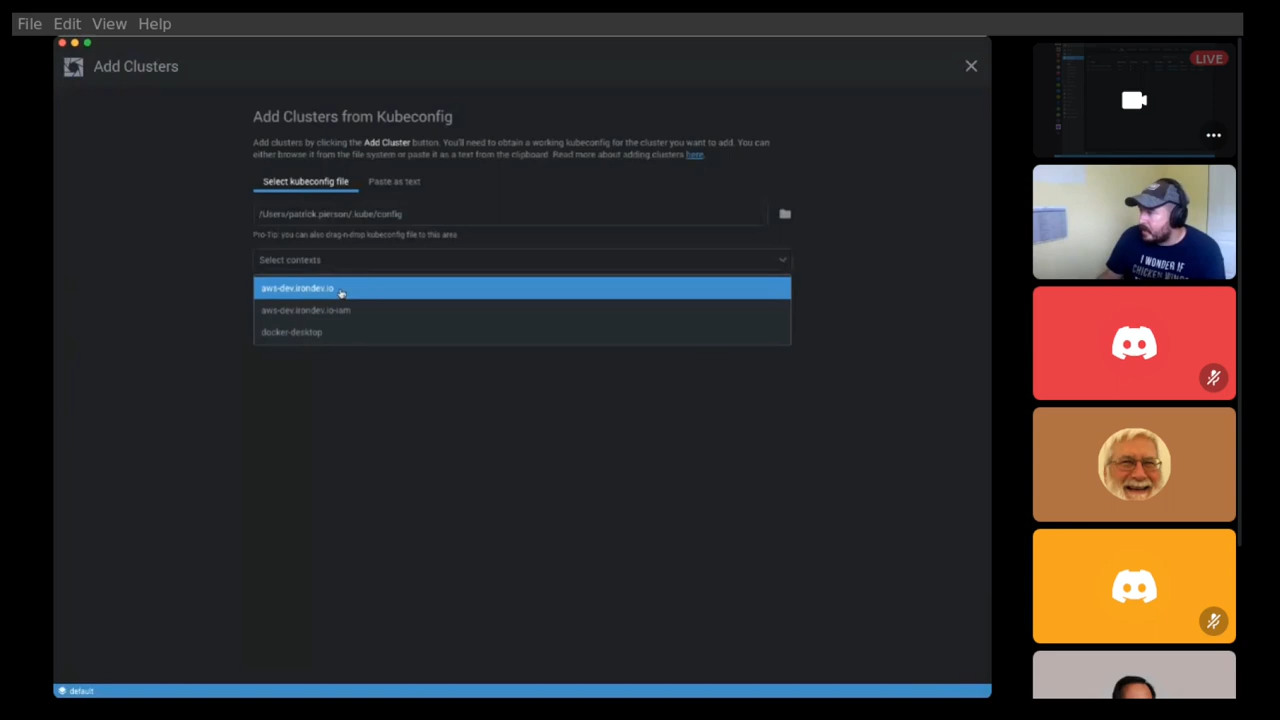 File Edit View Help
Add Clusters
LIVE
Add Clusters from Kubeconfig
Add clusters by clicking the Add Cluster button. You'll need to obtain a working kubeconfig for the cluster you want to add. You can
either browse it from the file system or paste it as a text from the clipboard. Read more about adding clusters here.
Select kubeconfig file Paste as text
/Users/patrick.pierson/.kube/config
Pro-Tip: you can also drag-n-drop kubeconfig file to this area
Select contexts
aws-dev.irondev.io
aws-dev.irondev.io-iam
docker-desktop
I WONDER IF
CHICKEN WINGS
default